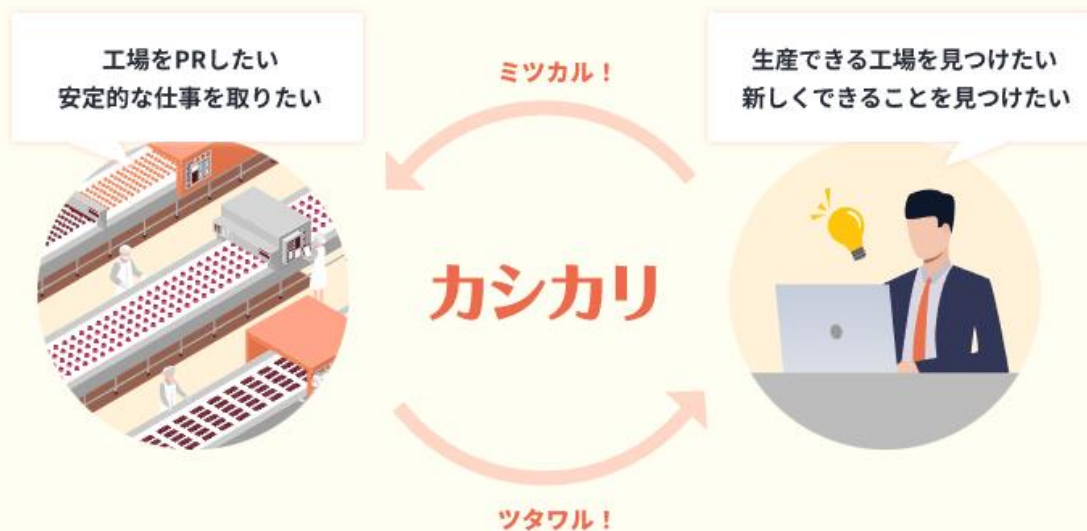 工場をPRしたい
安定的な仕事を取りたい
ミツカル！
生産できる工場を見つけたい
新しくできることを見つけたい
カシカリ
ツタワル！